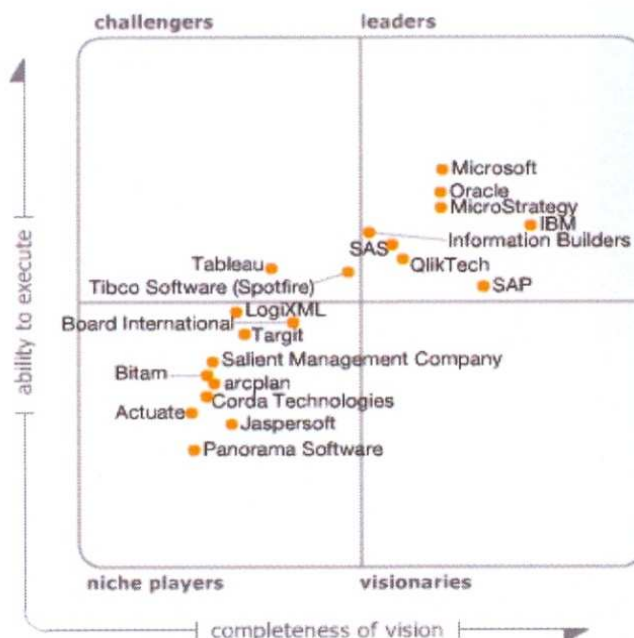 challengers
leaders
Microsoft
Oracle
MicroStrategy
IBM
Information Builders
SAS
QlikTech
Tableau
Tibco Software (Spotfire)
SAP
LogiXML
Board International
Targit
Salient Management Company
Bitam
arcplan
Corda Technologies
Actuate
Jaspersoft
Panorama Software
niche players
visionaries
ability to execute
completeness of vision